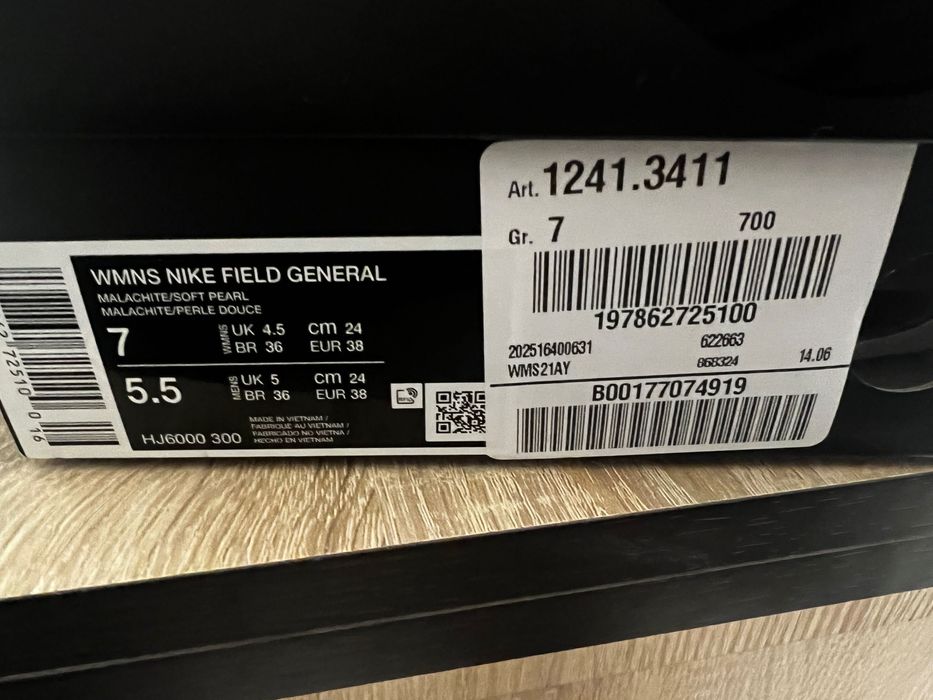 WMNS NIKE FIELD GENERAL
MALACHITE/SOFT PEARL
MALACHITE/PERLE DOUCE
7 WMNS UK 4.5 cm 24
BR 36 EUR 38
5.5 MENS UK 5 cm 24
BR 36 EUR 38
HJ6000 300
MADE IN VIETNAM /
FABRIQUÉ AU VIETNAM /
FABRICADO NO VIETNA /
HECHO EN VIETNAM
Art. 1241.3411
Gr. 7 700
197862725100
202516400631 622663
WMS21AY 868324 14.06
B00177074919